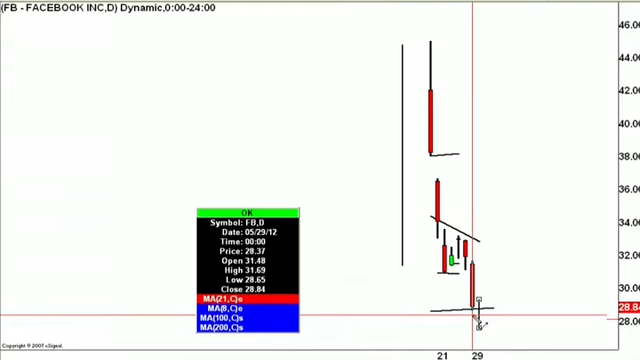 (FB - FACEBOOK INC,D) Dynamic,0:00-24:00
46.00
44.00
42.00
40.00
38.00
36.00
34.00
32.00
30.00
28.84
28.00
OK
Symbol: FB,D
Date: 05/29/12
Time: 00:00
Price: 28.37
Open 31.48
High 31.69
Low 28.65
Close 28.84
MA(21,C)e
MA(8,C)e
MA(100,C)s
MA(200,C)s
Copyright © 2007 eSignal.
21
29